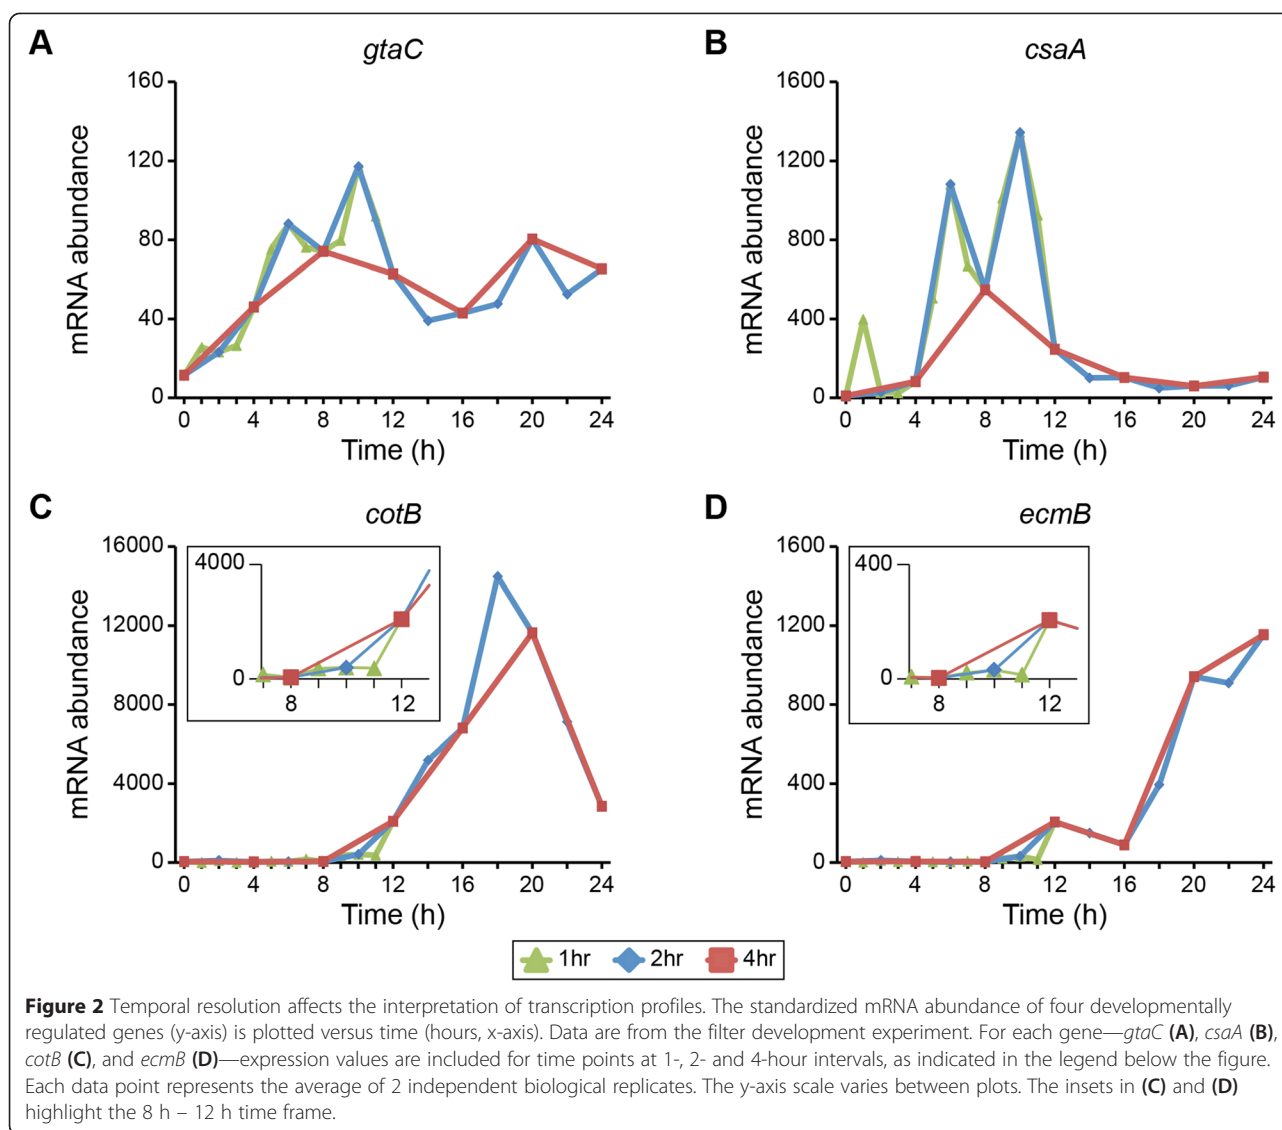 A
gtaC
mRNA abundance
160
120
80
40
0
0 4 8 12 16 20 24
Time (h)
B
csaA
mRNA abundance
1600
1200
800
400
0
0 4 8 12 16 20 24
Time (h)
C
cotB
mRNA abundance
16000
12000
8000
4000
0
4000
0
8 12
0 4 8 12 16 20 24
Time (h)
D
ecmB
mRNA abundance
1600
1200
800
400
0
400
0
8 12
0 4 8 12 16 20 24
Time (h)
1hr 2hr 4hr
Figure 2 Temporal resolution affects the interpretation of transcription profiles. The standardized mRNA abundance of four developmentally
regulated genes (y-axis) is plotted versus time (hours, x-axis). Data are from the filter development experiment. For each gene—gtaC (A), csaA (B),
cotB (C), and ecmB (D)—expression values are included for time points at 1-, 2- and 4-hour intervals, as indicated in the legend below the figure.
Each data point represents the average of 2 independent biological replicates. The y-axis scale varies between plots. The insets in (C) and (D)
highlight the 8 h – 12 h time frame.